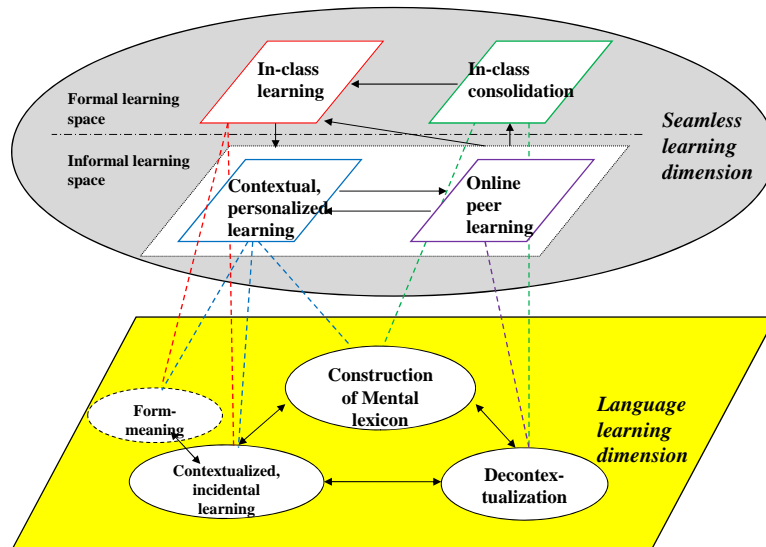 In-class
learning
In-class
consolidation
Formal learning
space
Seamless
learning
dimension
Informal learning
space
Contextual,
personalized
learning
Online
peer
learning
Construction
of Mental
lexicon
Form-
meaning
Language
learning
dimension
Contextualized,
incidental
learning
Decontex-
tualization